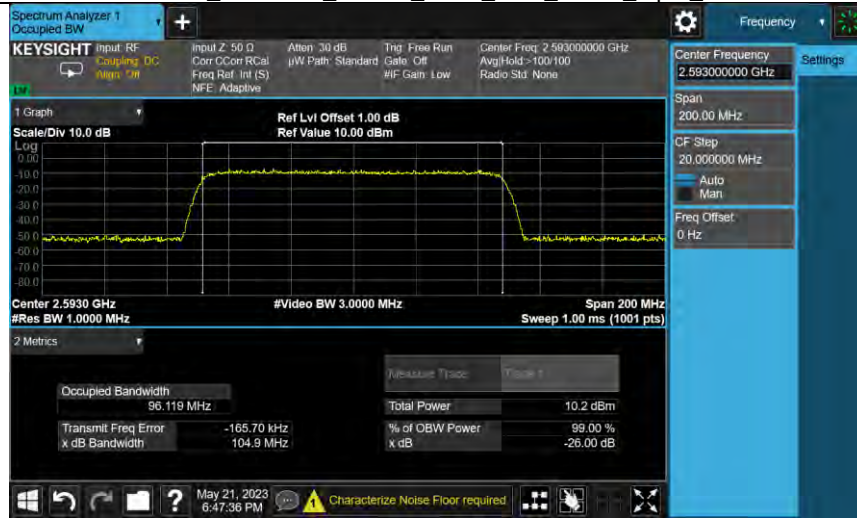 Spectrum Analyzer 1
Occupied BW
Frequency
KEYSIGHT
Input: RF
Coupling: DC
Align: Off
Input Z: 50 Ω
Corr CCorr RCal
Freq Ref: Int (S)
NFE: Adaptive
Atten: 30 dB
µW Path: Standard
Trig: Free Run
Gate: Off
#IF Gain: Low
Center Freq: 2.593000000 GHz
Avg|Hold:>100/100
Radio Std: None
1 Graph
Scale/Div 10.0 dB
Ref Lvl Offset 1.00 dB
Ref Value 10.00 dBm
Log
0.00
-10.0
-20.0
-30.0
-40.0
-50.0
-60.0
-70.0
-80.0
Center 2.5930 GHz
#Res BW 1.0000 MHz
#Video BW 3.0000 MHz
Span 200 MHz
Sweep 1.00 ms (1001 pts)
2 Metrics
Measure Trace
Trace 1
Occupied Bandwidth
96.119 MHz
Total Power
10.2 dBm
Transmit Freq Error
-165.70 kHz
% of OBW Power
99.00 %
x dB Bandwidth
104.9 MHz
x dB
-26.00 dB
Center Frequency
2.593000000 GHz
Settings
Span
200.00 MHz
CF Step
20.000000 MHz
Auto
Man
Freq Offset
0 Hz
?
May 21, 2023
6:47:36 PM
1
Characterize Noise Floor required